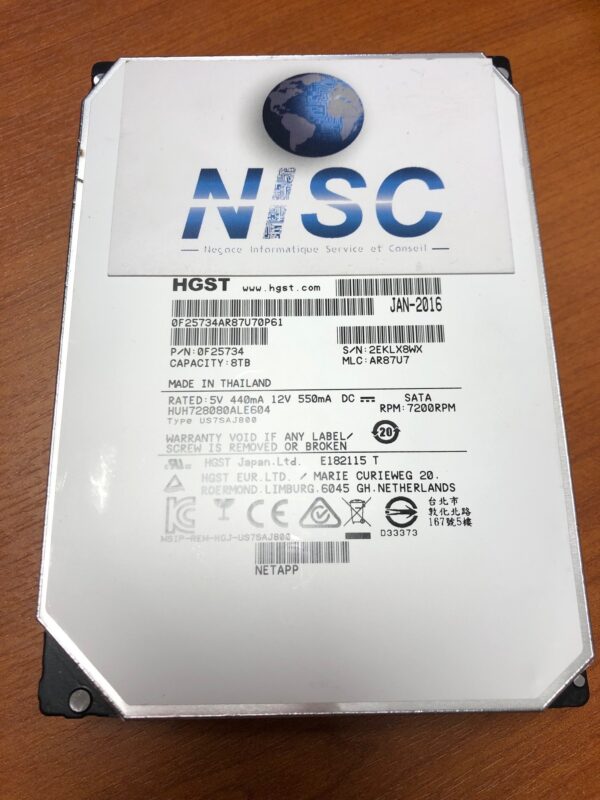 NISC
Negoce Informatique Service et Conseil
HGST www.hgst.com
JAN-2016
0F25734AR87U70P61
P/N:0F25734 S/N:2EKLX8WX
CAPACITY:8TB MLC:AR87U7
MADE IN THAILAND
RATED:5V 440mA 12V 550mA DC SATA
HUH728080ALE604 RPM:7200RPM
Type US7SAJ800
WARRANTY VOID IF ANY LABEL/
SCREW IS REMOVED OR BROKEN
20
HGST Japan.Ltd. E182115 T
HGST EUR.LTD. / MARIE CURIEWEG 20.
ROERMOND.LIMBURG.6045 GH.NETHERLANDS
CE
台北市
敦化北路
167號5樓
D33373
MSIP-REM-HGJ-US7SAJ800
NETAPP